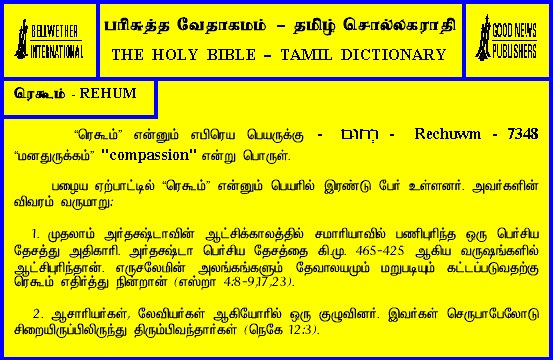 BELLWETHER
INTERNATIONAL
பரிசுத்த வேதாகமம் – தமிழ் சொல்லகராதி
THE HOLY BIBLE – TAMIL DICTIONARY
GOOD NEWS
PUBLISHERS
ரெகூம் - REHUM
“ரெகூம்” என்னும் எபிரெய பெயருக்கு - רחום - Rechuwm - 7348
“மனதுருக்கம்” "compassion" என்று பொருள்.
பழைய ஏற்பாட்டில் “ரெகூம்” என்னும் பெயரில் இரண்டு பேர் உள்ளனர். அவர்களின்
விவரம் வருமாறு:
1. முதலாம் அர்தக்ஷ்டாவின் ஆட்சிக்காலத்தில் சமாரியாவில் பணிபுரிந்த ஒரு பெர்சிய
தேசத்து அதிகாரி. அர்தக்ஷ்டா பெர்சிய தேசத்தை கி.மு. 465-425 ஆகிய வருஷங்களில்
ஆட்சிபுரிந்தான். எருசலேமின் அலங்கங்களும் தேவாலயமும் மறுபடியும் கட்டப்படுவதற்கு
ரெகூம் எதிர்த்து நின்றான் (எஸ்றா 4:8-9,17,23).
2. ஆசாரியர்கள், லேவியர்கள் ஆகியோரில் ஒரு குழுவினர். இவர்கள் செருபாபேலோடு
சிறையிருப்பிலிருந்து திரும்பிவந்தார்கள் (நெகே 12:3).